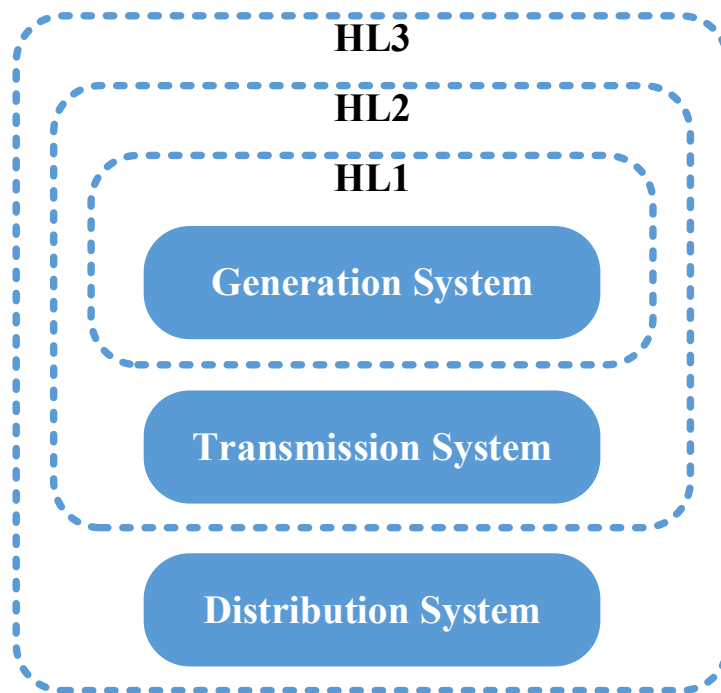 HL3
HL2
HL1
Generation System
Transmission System
Distribution System